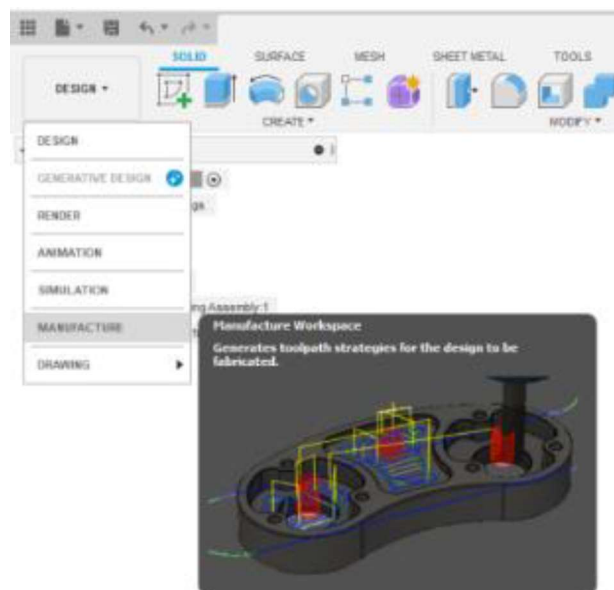 SOLID SURFACE MESH SHEET METAL TOOLS
DESIGN ▾
CREATE ▾ MODIFY ▾
DESIGN
GENERATIVE DESIGN
RENDER
ANIMATION
SIMULATION
ng Assembly:1
MANUFACTURE
DRAWING
Manufacture Workspace
Generates toolpath strategies for the design to be
fabricated.